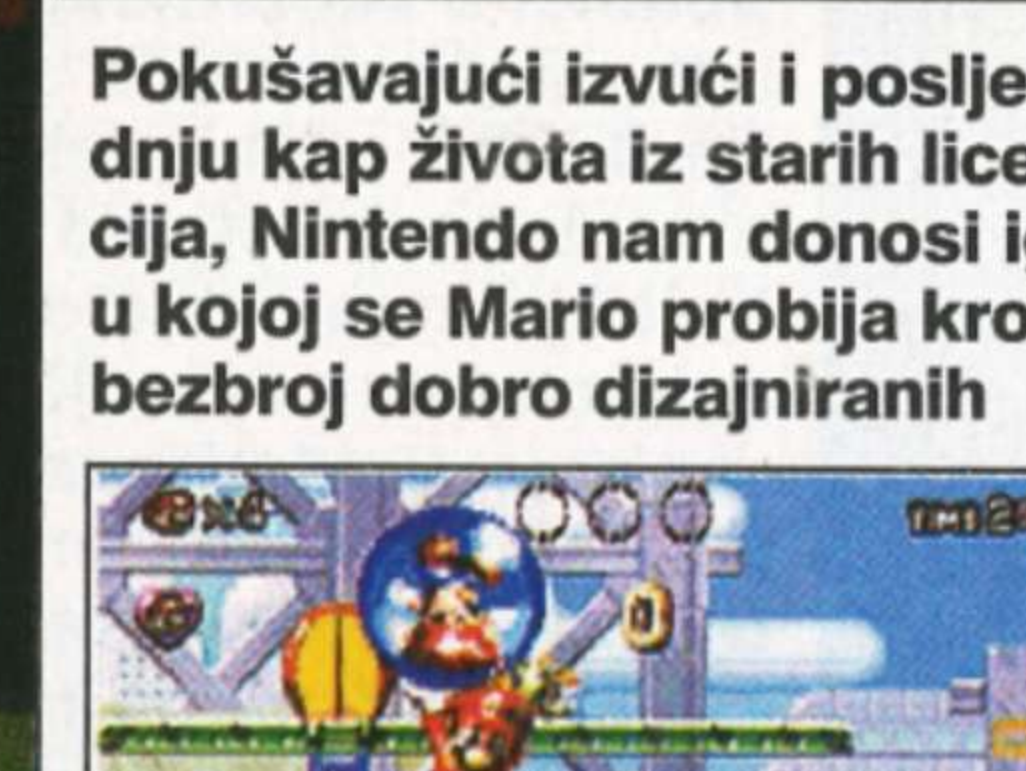 Pokušavajući izvući i poslje
dnju kap života iz starih lice
cija, Nintendo nam donosi
u kojoj se Mario probija kro
bezbroj dobro dizajniranih